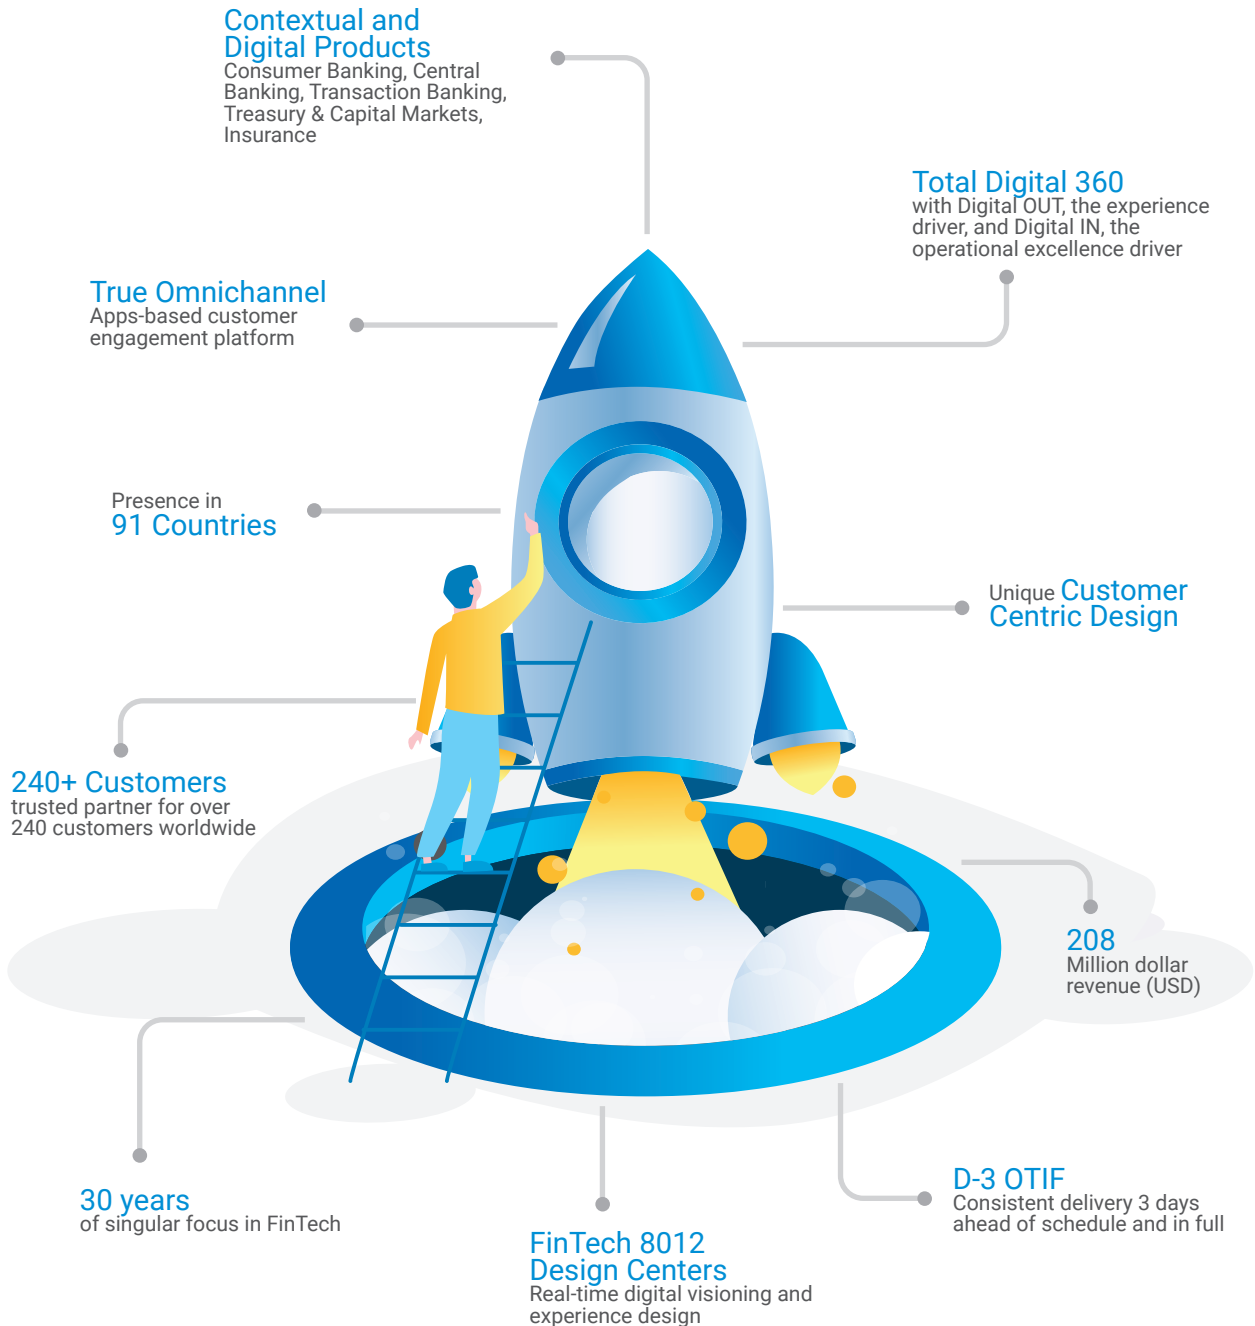 Contextual and
Digital Products
Consumer Banking, Central
Banking, Transaction Banking,
Treasury & Capital Markets,
Insurance
Total Digital 360
with Digital OUT, the experience
driver, and Digital IN, the
operational excellence driver
True Omnichannel
Apps-based customer
engagement platform
Presence in
91 Countries
Unique Customer
Centric Design
240+ Customers
trusted partner for over
240 customers worldwide
208
Million dollar
revenue (USD)
30 years
of singular focus in FinTech
D-3 OTIF
Consistent delivery 3 days
ahead of schedule and in full
FinTech 8012
Design Centers
Real-time digital visioning and
experience design